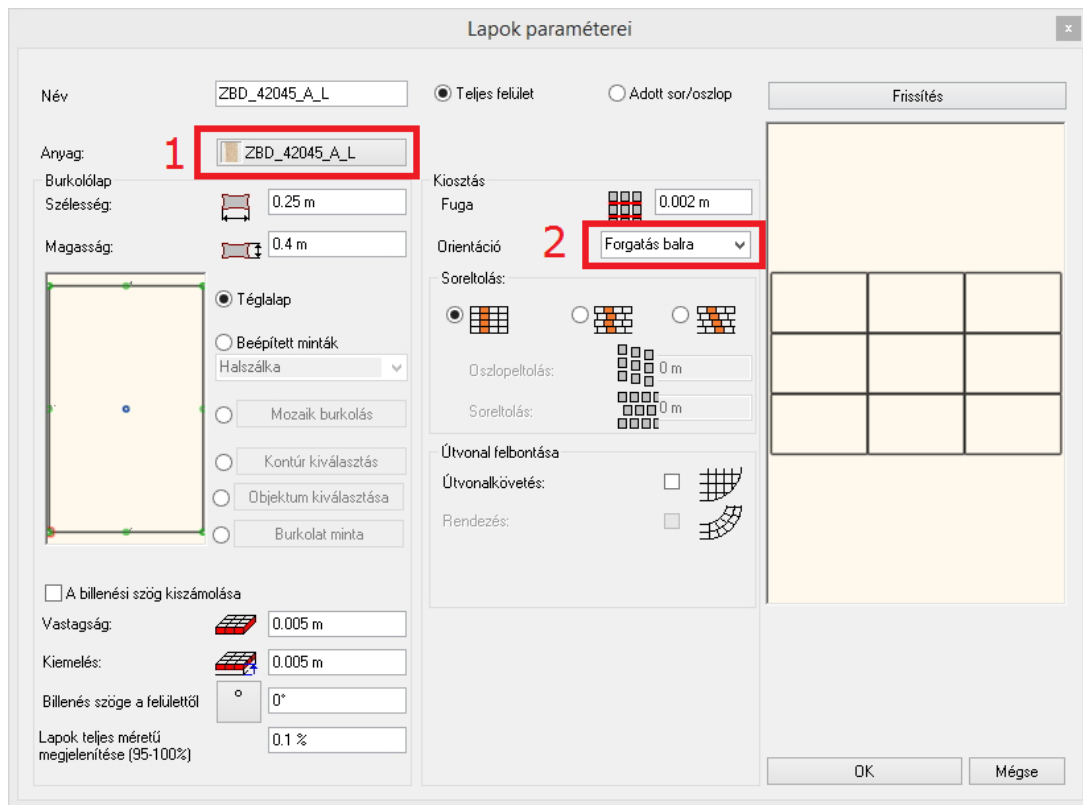 Lapok paraméterei
x
Név
ZBD_42045_A_L
Teljes felület
Adott sor/oszlop
Frissítés
Anyag:
1
ZBD_42045_A_L
Burkolólap
Szélesség:
0.25 m
Magasság:
0.4 m
Téglalap
Beépített minták
Halszálka
Mozaik burkolás
Kontúr kiválasztás
Objektum kiválasztása
Burkolat minta
A billenési szög kiszámolása
Vastagság:
0.005 m
Kiemelés:
0.005 m
Billenés szöge a felülettől
°
0°
Lapok teljes méretű
megjelenítése (95-100%)
0.1 %
Kiosztás
Fuga
0.002 m
Orientáció
2
Forgatás balra
Soreltolás:
Oszlopeltolás:
0 m
Soreltolás:
0 m
Útvonal felbontása
Útvonalkövetés:
Rendezés:
OK
Mégse